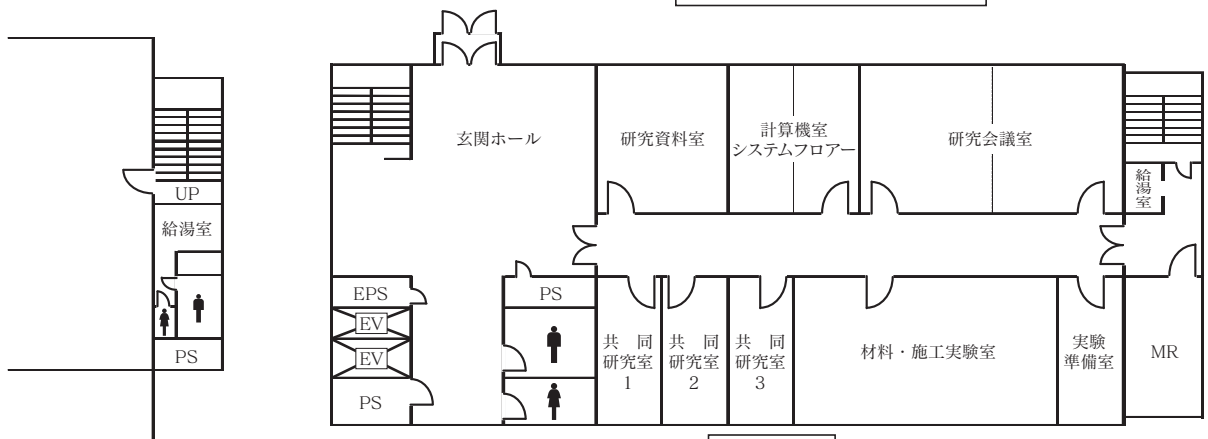 UP
給湯室
PS
玄関ホール
研究資料室
計算機室
システムフロアー
研究会議室
給湯室
EPS
EV
EV
PS
PS
共　同
研究室
1
共　同
研究室
2
共　同
研究室
3
材料・施工実験室
実験
準備室
MR